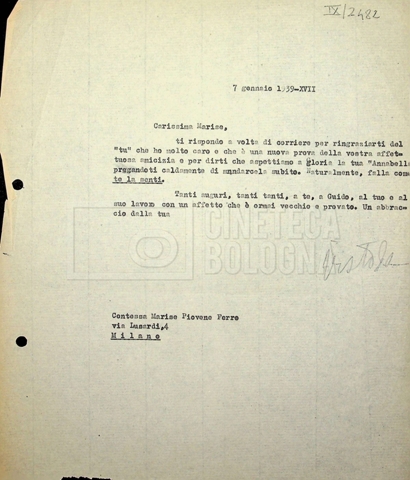 IX/2482
7 gennaio 1939-XVII
Carissima Marise,
ti rispondo a volta di corriere per ringraziarti del
"tu" che ho molto caro e che è una nuova prova della vostra affet-
tuosa amicizia e per dirti che aspettiamo a gloria la tua "Annabella
pregandoti caldamente di mandarcela subito. Naturalmente, falla come
te la senti.
Tanti auguri, tanti tanti, a te, a Guido, al tuo e al
suo lavoro con un affetto che è ormai vecchio e provato. Un abbrac-
cio dalla tua
CINETECA
BOLOGNA
Contessa Marise Piovene Ferro
via Lusardi,4
Milano